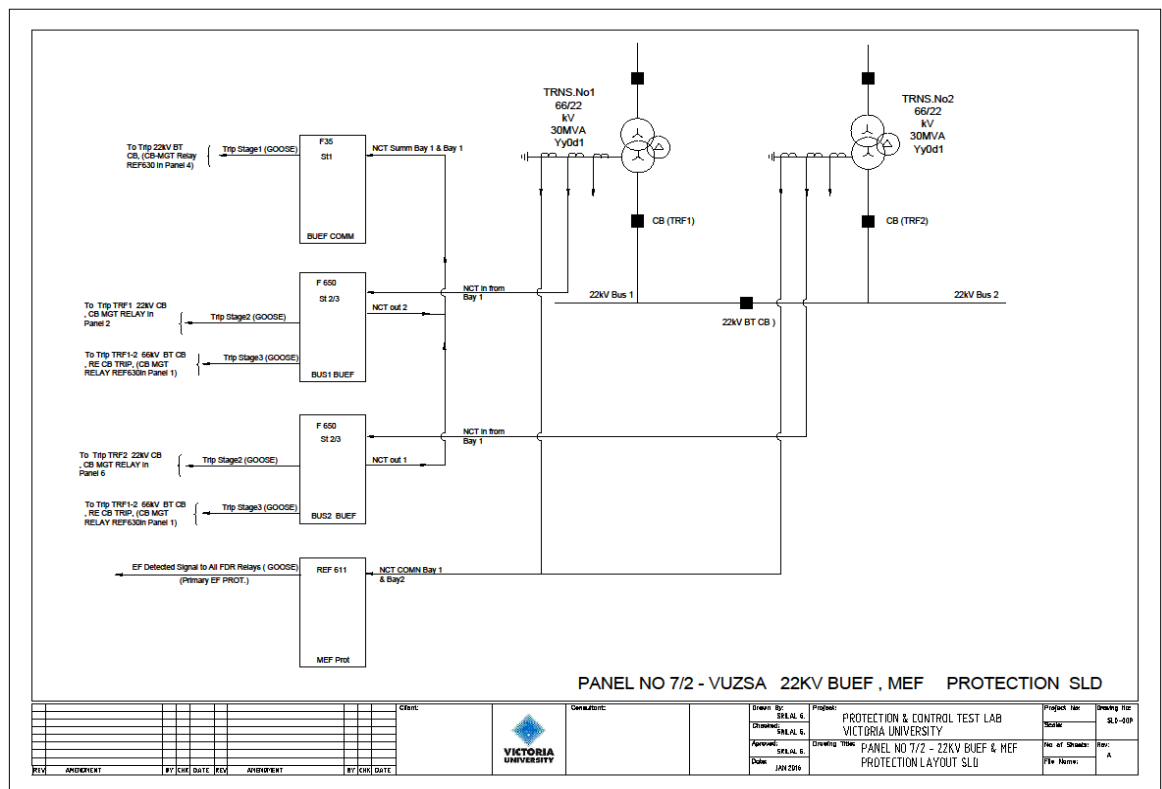 TRNS.No1
66/22
kV
30MVA
Yy0d1
TRNS.No2
66/22
kV
30MVA
Yy0d1
To Trip 22kV BT
CB, (CB-MGT Relay
REF630 in Panel 4)
Trip Stage1 (GOOSE)
F35
St1
BUEF COMM
NCT Summ Bay 1 & Bay 1
CB (TRF1)
CB (TRF2)
22kV Bus 1
22kV Bus 2
22kV BT CB )
To Trip TRF1 22kV CB
, CB MGT RELAY in
Panel 2
Trip Stage2 (GOOSE)
To Trip TRF1-2 66kV BT CB
, RE CB TRIP, (CB MGT
RELAY REF630in Panel 1)
Trip Stage3 (GOOSE)
F 650
St 2/3
BUS1 BUEF
NCT in from
Bay 1
NCT out 2
To Trip TRF2 22kV CB
, CB MGT RELAY in
Panel 6
Trip Stage2 (GOOSE)
To Trip TRF1-2 66kV BT CB
, RE CB TRIP, (CB MGT
RELAY REF630in Panel 1)
Trip Stage3 (GOOSE)
F 650
St 2/3
BUS2 BUEF
NCT in from
Bay 1
NCT out 1
EF Detected Signal to All FDR Relays ( GOOSE)
(Primary EF PROT.)
REF 611
MEF Prot
NCT COMN Bay 1
& Bay2
PANEL NO 7/2 - VUZSA 22KV BUEF , MEF PROTECTION SLD
REV AMENDMENT BY CHK DATE REV AMENDMENT BY CHK DATE
Client:
VICTORIA
UNIVERSITY
Consultant:
Drawn By:
SRILAL G.
Checked:
SRILAL G.
Aproved:
SRILAL G.
Date:
JAN 2016
Project:
PROTECTION & CONTROL TEST LAB
VICTORIA UNIVERSITY
Drawing Title:
PANEL NO 7/2 - 22KV BUEF & MEF
PROTECTION LAYOUT SLD
Project No:
Scale:
No of Sheets:
File Name:
Drawing No:
Rev:
A